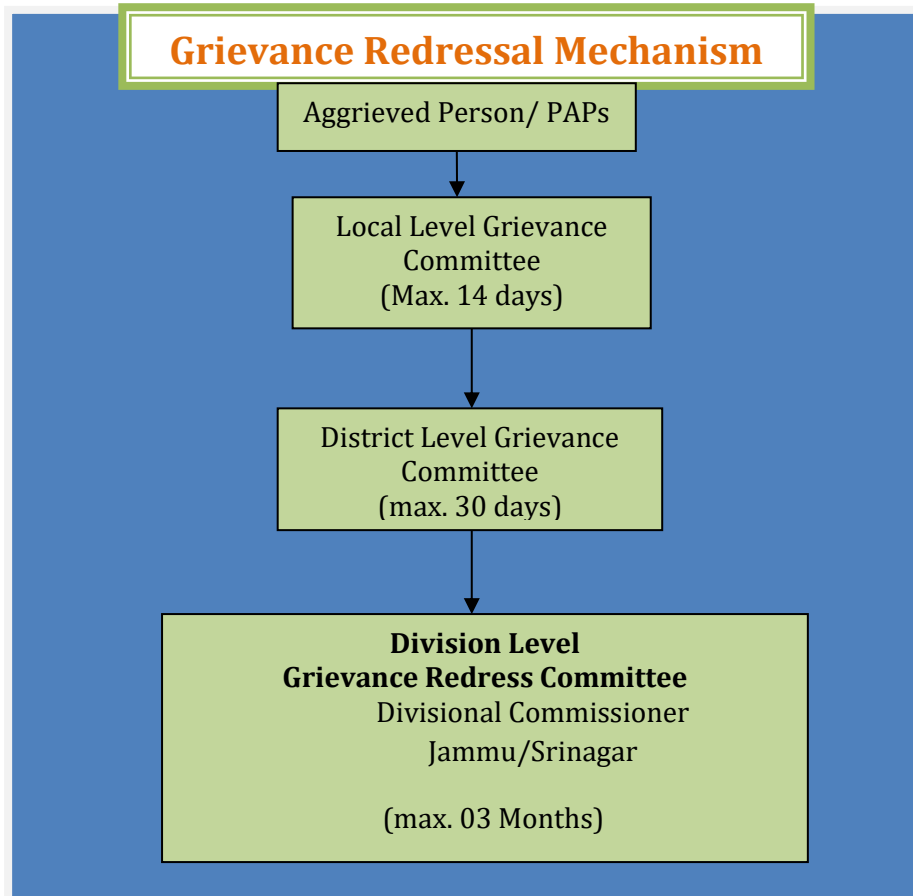 Grievance Redressal Mechanism
Aggrieved Person/ PAPs
Local Level Grievance
Committee
(Max. 14 days)
District Level Grievance
Committee
(max. 30 days)
Division Level
Grievance Redress Committee
Divisional Commissioner
Jammu/Srinagar
(max. 03 Months)